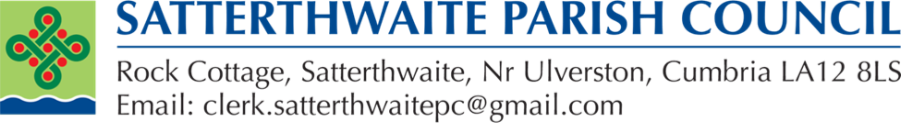 SATTERTHWAITE PARISH COUNCIL
Rock Cottage, Satterthwaite, Nr Ulverston, Cumbria LA12 8LS
Email: clerk.satterthwaitepc@gmail.com